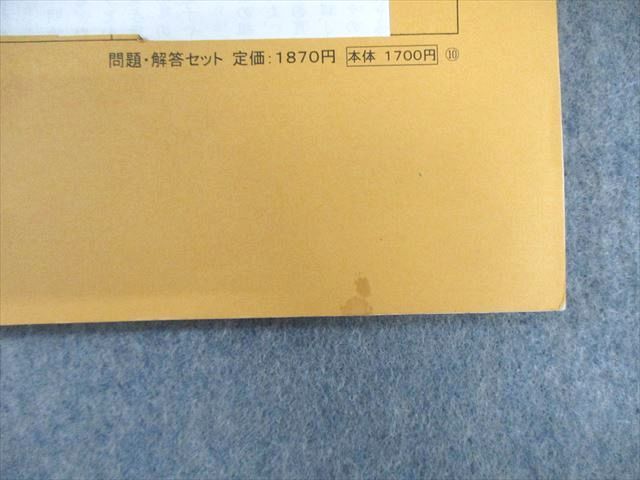 問題・解答セット 定価：1870円 本体 1700円 ⑩